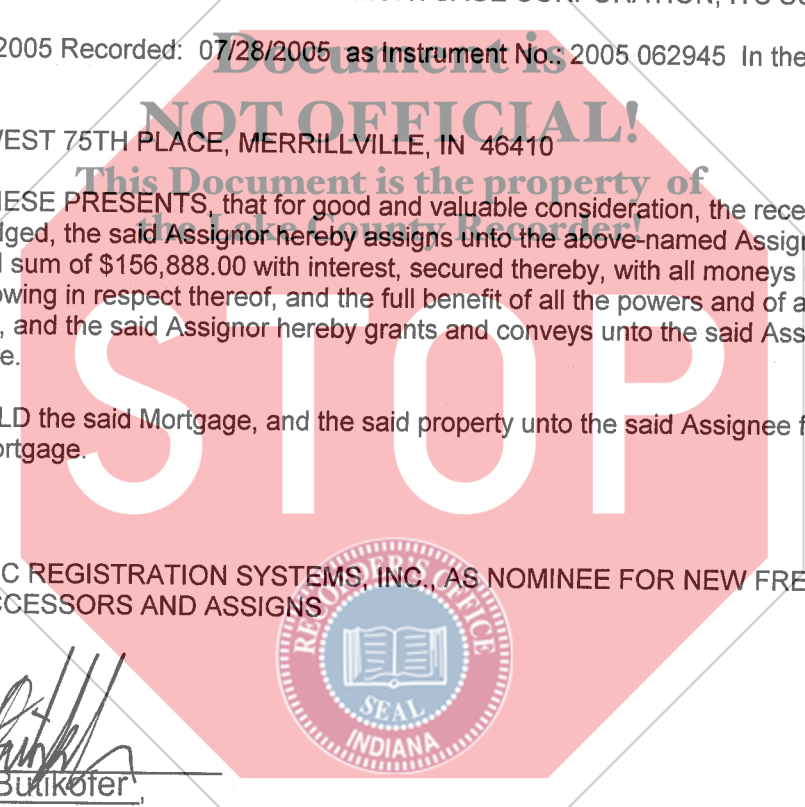 MORTGAGE CORPORATION, ITS SU
2005 Recorded: 07/28/2005 as Instrument No.: 2005 062945 In the
Document is
NOT OFFICIAL!
WEST 75TH PLACE, MERRILLVILLE, IN 46410
This Document is the property of
the Lake County Recorder!
HESE PRESENTS, that for good and valuable consideration, the rece
dged, the said Assignor hereby assigns unto the above-named Assign
l sum of $156,888.00 with interest, secured thereby, with all moneys
owing in respect thereof, and the full benefit of all the powers and of a
, and the said Assignor hereby grants and conveys unto the said Ass
e.
STOP
LD the said Mortgage, and the said property unto the said Assignee f
ortgage.
C REGISTRATION SYSTEMS, INC., AS NOMINEE FOR NEW FRE
CCESSORS AND ASSIGNS
RECORDER'S OFFICE
SEAL
INDIANA
Butikofer ,